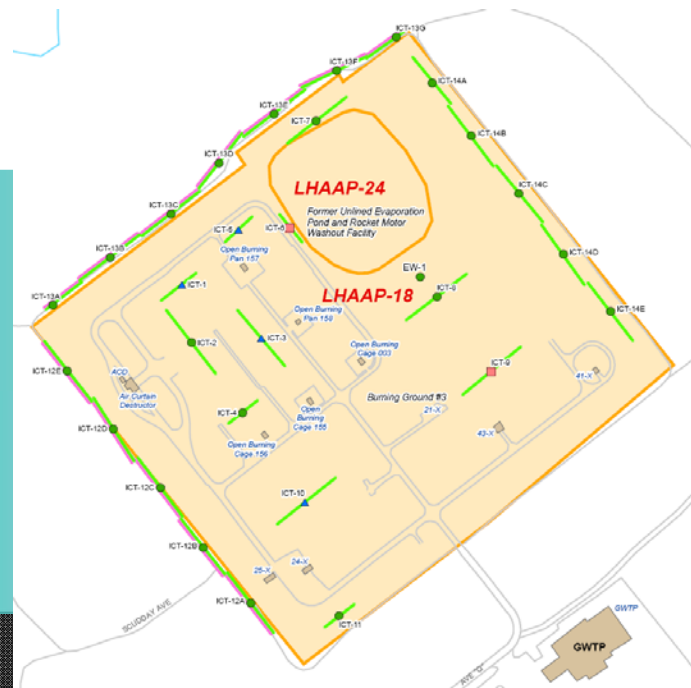 ICT-13G
ICT-13F
ICT-14A
ICT-13E
ICT-7
ICT-14B
ICT-13D
LHAAP-24
ICT-14C
ICT-13C
Former Unlined Evaporation
Pond and Rocket Motor
Washout Facility
ICT-5
Open Burning
Pan 157
ICT-13B
ICT-14D
EW-1
ICT-1
LHAAP-18
ICT-8
ICT-13A
Open Burning
Pan 158
ICT-14E
ICT-2
ICT-3
Open Burning
Cage 003
ICT-12E
ICT-9
ACD
Air Curtain
Destructor
41-X
Burning Ground #3
21-X
ICT-4
Open
Burning
Cage 155
ICT-12D
43-X
Open Burning
Cage 156
ICT-12C
ICT-10
ICT-12B
25-X
24-X
ICT-12A
SCUDDAY AVE
ICT-11
GWTP
GWTP
AVE "Q"